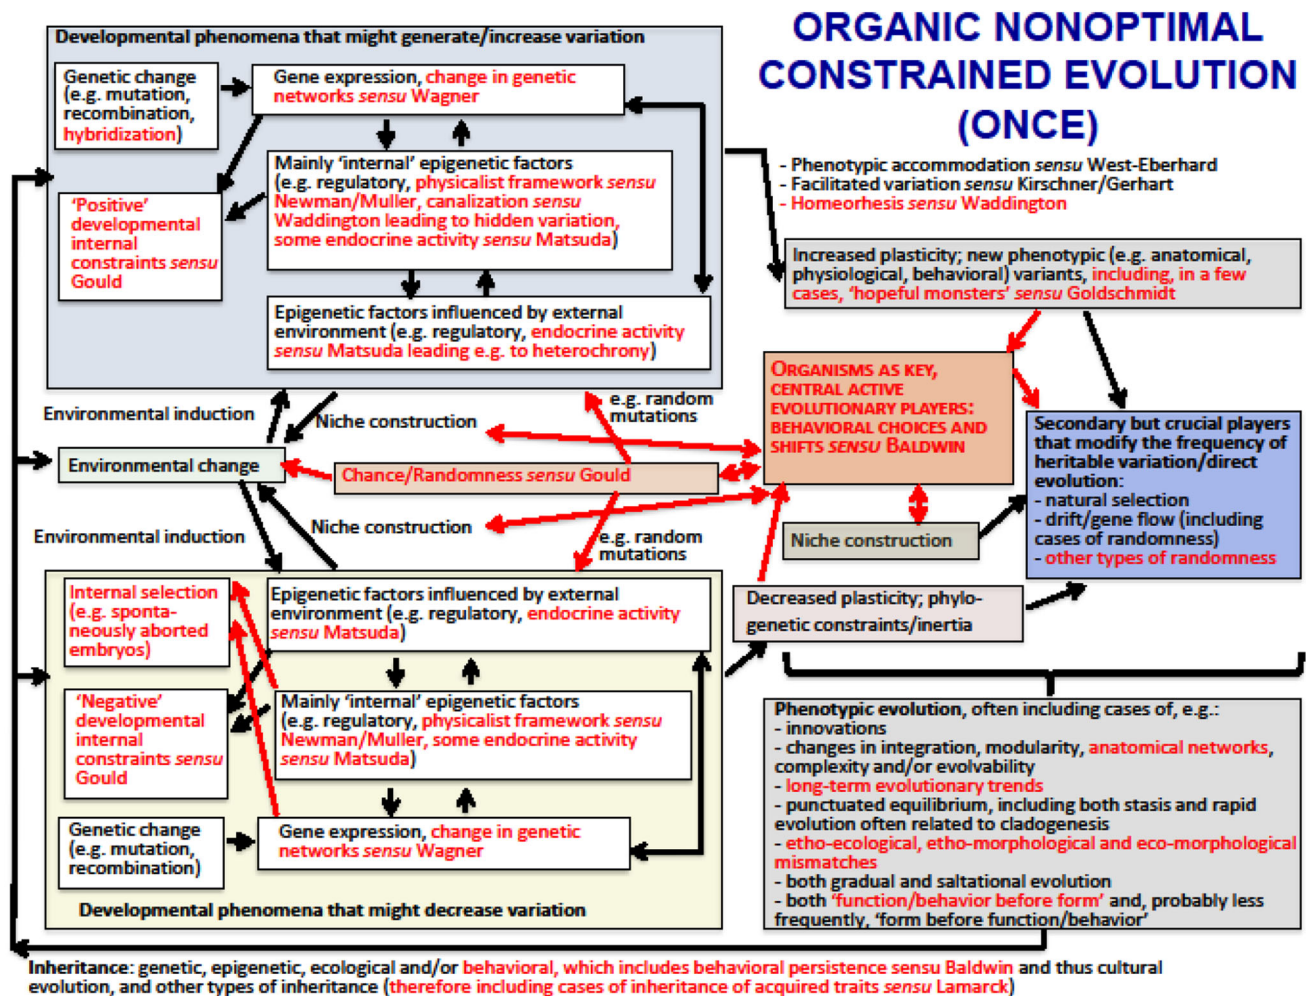 ORGANIC NONOPTIMAL
CONSTRAINED EVOLUTION
(ONCE)
- Phenotypic accommodation sensu West-Eberhard
- Facilitated variation sensu Kirschner/Gerhart
- Homeorhesis sensu Waddington
Developmental phenomena that might generate/increase variation
Genetic change
(e.g. mutation,
recombination,
hybridization)
Gene expression, change in genetic
networks sensu Wagner
Mainly ‘internal’ epigenetic factors
(e.g. regulatory, physicalist framework sensu
Newman/Muller, canalization sensu
Waddington leading to hidden variation,
some endocrine activity sensu Matsuda)
‘Positive’
developmental
internal
constraints sensu
Gould
Epigenetic factors influenced by external
environment (e.g. regulatory, endocrine activity
sensu Matsuda leading e.g. to heterochrony)
Increased plasticity; new phenotypic (e.g. anatomical,
physiological, behavioral) variants, including, in a few
cases, ‘hopeful monsters’ sensu Goldschmidt
Environmental induction
Niche construction
e.g. random
mutations
ORGANISMS AS KEY,
CENTRAL ACTIVE
EVOLUTIONARY PLAYERS:
BEHAVIORAL CHOICES AND
SHIFTS SENSU BALDWIN
Secondary but crucial players
that modify the frequency of
heritable variation/direct
evolution:
- natural selection
- drift/gene flow (including
cases of randomness)
- other types of randomness
Environmental change
Chance/Randomness sensu Gould
Environmental induction
Niche construction
e.g. random
mutations
Niche construction
Decreased plasticity; phylo-
genetic constraints/inertia
Internal selection
(e.g. sponta-
neously aborted
embryos)
Epigenetic factors influenced by external
environment (e.g. regulatory, endocrine activity
sensu Matsuda)
‘Negative’
developmental
internal
constraints sensu
Gould
Mainly ‘internal’ epigenetic factors
(e.g. regulatory, physicalist framework sensu
Newman/Muller, some endocrine activity
sensu Matsuda)
Genetic change
(e.g. mutation,
recombination)
Gene expression, change in genetic
networks sensu Wagner
Developmental phenomena that might decrease variation
Phenotypic evolution, often including cases of, e.g.:
- innovations
- changes in integration, modularity, anatomical networks,
complexity and/or evolvability
- long-term evolutionary trends
- punctuated equilibrium, including both stasis and rapid
evolution often related to cladogenesis
- etho-ecological, etho-morphological and eco-morphological
mismatches
- both gradual and saltational evolution
- both ‘function/behavior before form’ and, probably less
frequently, ‘form before function/behavior’
Inheritance: genetic, epigenetic, ecological and/or behavioral, which includes behavioral persistence sensu Baldwin and thus cultural
evolution, and other types of inheritance (therefore including cases of inheritance of acquired traits sensu Lamarck)